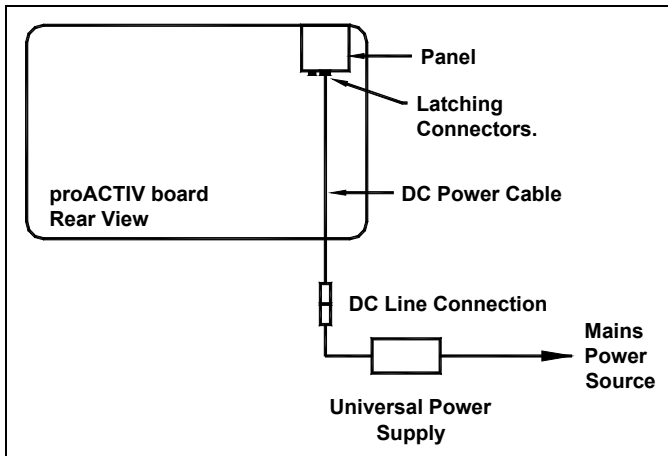 Panel
Latching
Connectors.
proACTIV board
Rear View
DC Power Cable
DC Line Connection
Mains
Power
Source
Universal Power
Supply